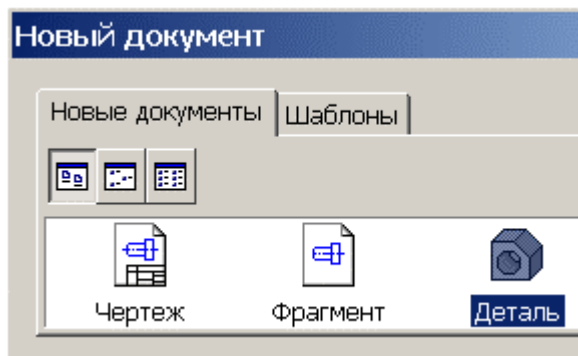 Новый документ
Новые документы Шаблоны
Чертеж Фрагмент Деталь